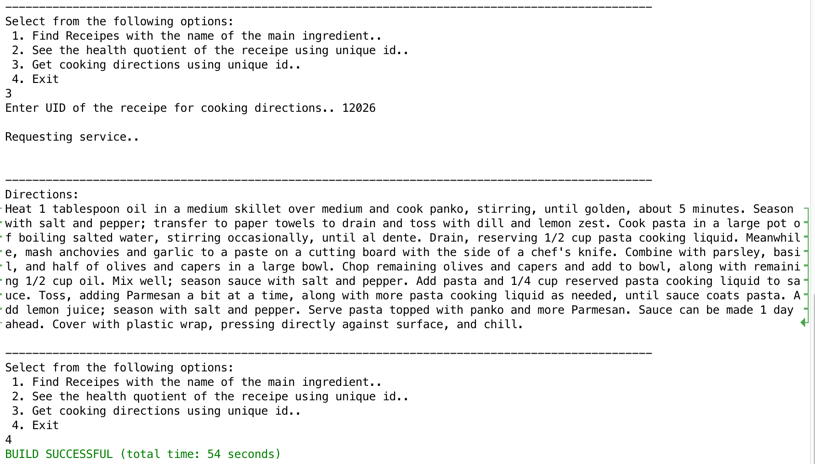 Select from the following options:
1. Find Receipes with the name of the main ingredient..
2. See the health quotient of the receipe using unique id..
3. Get cooking directions using unique id..
4. Exit
3
Enter UID of the receipe for cooking directions.. 12026
Requesting service..
Directions:
Heat 1 tablespoon oil in a medium skillet over medium and cook panko, stirring, until golden, about 5 minutes. Season
with salt and pepper; transfer to paper towels to drain and toss with dill and lemon zest. Cook pasta in a large pot o
f boiling salted water, stirring occasionally, until al dente. Drain, reserving 1/2 cup pasta cooking liquid. Meanwhil
e, mash anchovies and garlic to a paste on a cutting board with the side of a chef's knife. Combine with parsley, basi
l, and half of olives and capers in a large bowl. Chop remaining olives and capers and add to bowl, along with remaini
ng 1/2 cup oil. Mix well; season sauce with salt and pepper. Add pasta and 1/4 cup reserved pasta cooking liquid to sa
uce. Toss, adding Parmesan a bit at a time, along with more pasta cooking liquid as needed, until sauce coats pasta. A
dd lemon juice; season with salt and pepper. Serve pasta topped with panko and more Parmesan. Sauce can be made 1 day
ahead. Cover with plastic wrap, pressing directly against surface, and chill.
Select from the following options:
1. Find Receipes with the name of the main ingredient..
2. See the health quotient of the receipe using unique id..
3. Get cooking directions using unique id..
4. Exit
4
BUILD SUCCESSFUL (total time: 54 seconds)